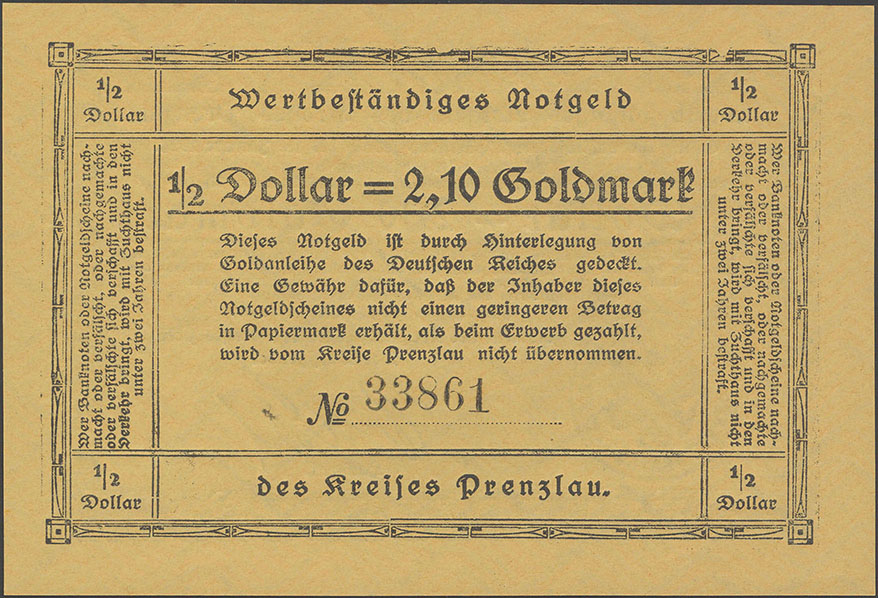 1/2
Dollar
Wertbeständiges Notgeld
1/2
Dollar
Wer Banknoten oder Notgeldscheine nach-
macht oder verfälscht, oder nachgemachte
oder verfälschte sich verschafft und in den
Verkehr bringt, wird mit Zuchthaus nicht
unter zwei Jahren bestraft.
1/2 Dollar = 2,10 Goldmark
Dieses Notgeld ist durch Hinterlegung von
Goldanleihe des Deutschen Reiches gedeckt.
Eine Gewähr dafür, daß der Inhaber dieses
Notgeldscheines nicht einen geringeren Betrag
in Papiermark erhält, als beim Erwerb gezahlt,
wird vom Kreise Prenzlau nicht übernommen.
No 33861
Wer Banknoten oder Notgeldscheine nach-
macht oder verfälscht, oder nachgemachte
oder verfälschte sich verschafft und in den
Verkehr bringt, wird mit Zuchthaus nicht
unter zwei Jahren bestraft.
1/2
Dollar
des Kreises Prenzlau.
1/2
Dollar